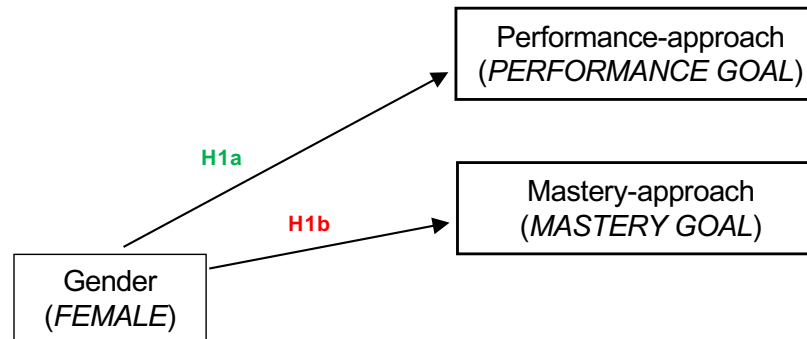 Performance-approach
(PERFORMANCE GOAL)
H1a
Mastery-approach
(MASTERY GOAL)
H1b
Gender
(FEMALE)